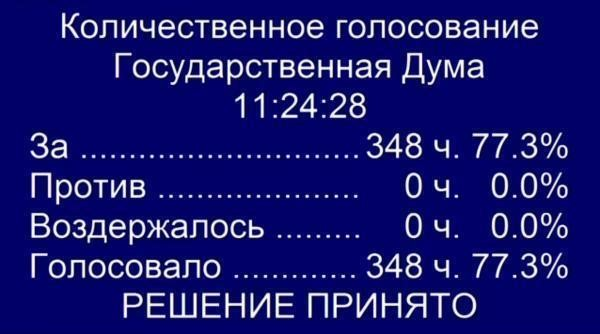 Количественное голосование
Государственная Дума
11:24:28
За ............................ 348 ч. 77.3%
Против .................... 0 ч. 0.0%
Воздержалось ......... 0 ч. 0.0%
Голосовало ............. 348 ч. 77.3%
РЕШЕНИЕ ПРИНЯТО